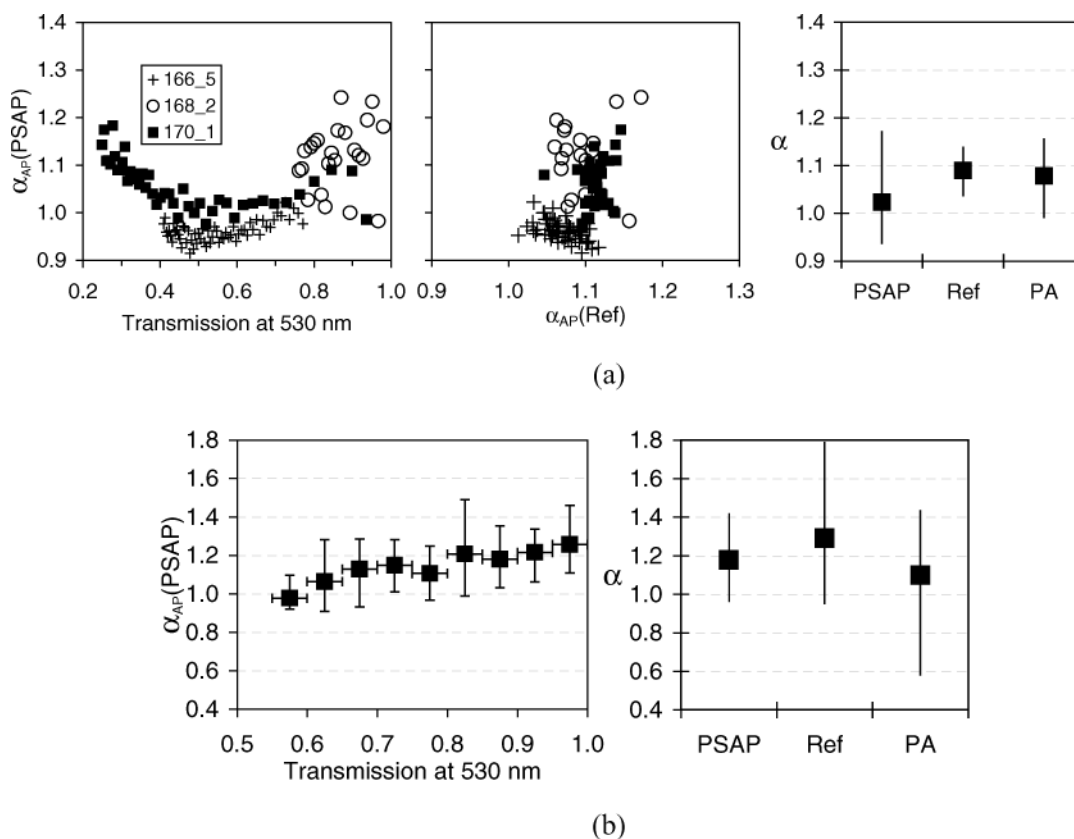 1.4
1.3
1.2
1.1
1.0
0.9
α_AP(PSAP)
+ 166_5
○ 168_2
■ 170_1
0.2 0.4 0.6 0.8 1.0
Transmission at 530 nm
0.9 1.0 1.1 1.2 1.3
α_AP(Ref)
1.4
1.3
1.2
1.1
1.0
0.9
α
PSAP Ref PA
(a)
1.8
1.6
1.4
1.2
1.0
0.8
0.6
0.4
α_AP(PSAP)
0.5 0.6 0.7 0.8 0.9 1.0
Transmission at 530 nm
1.8
1.6
1.4
1.2
1.0
0.8
0.6
0.4
α
PSAP Ref PA
(b)